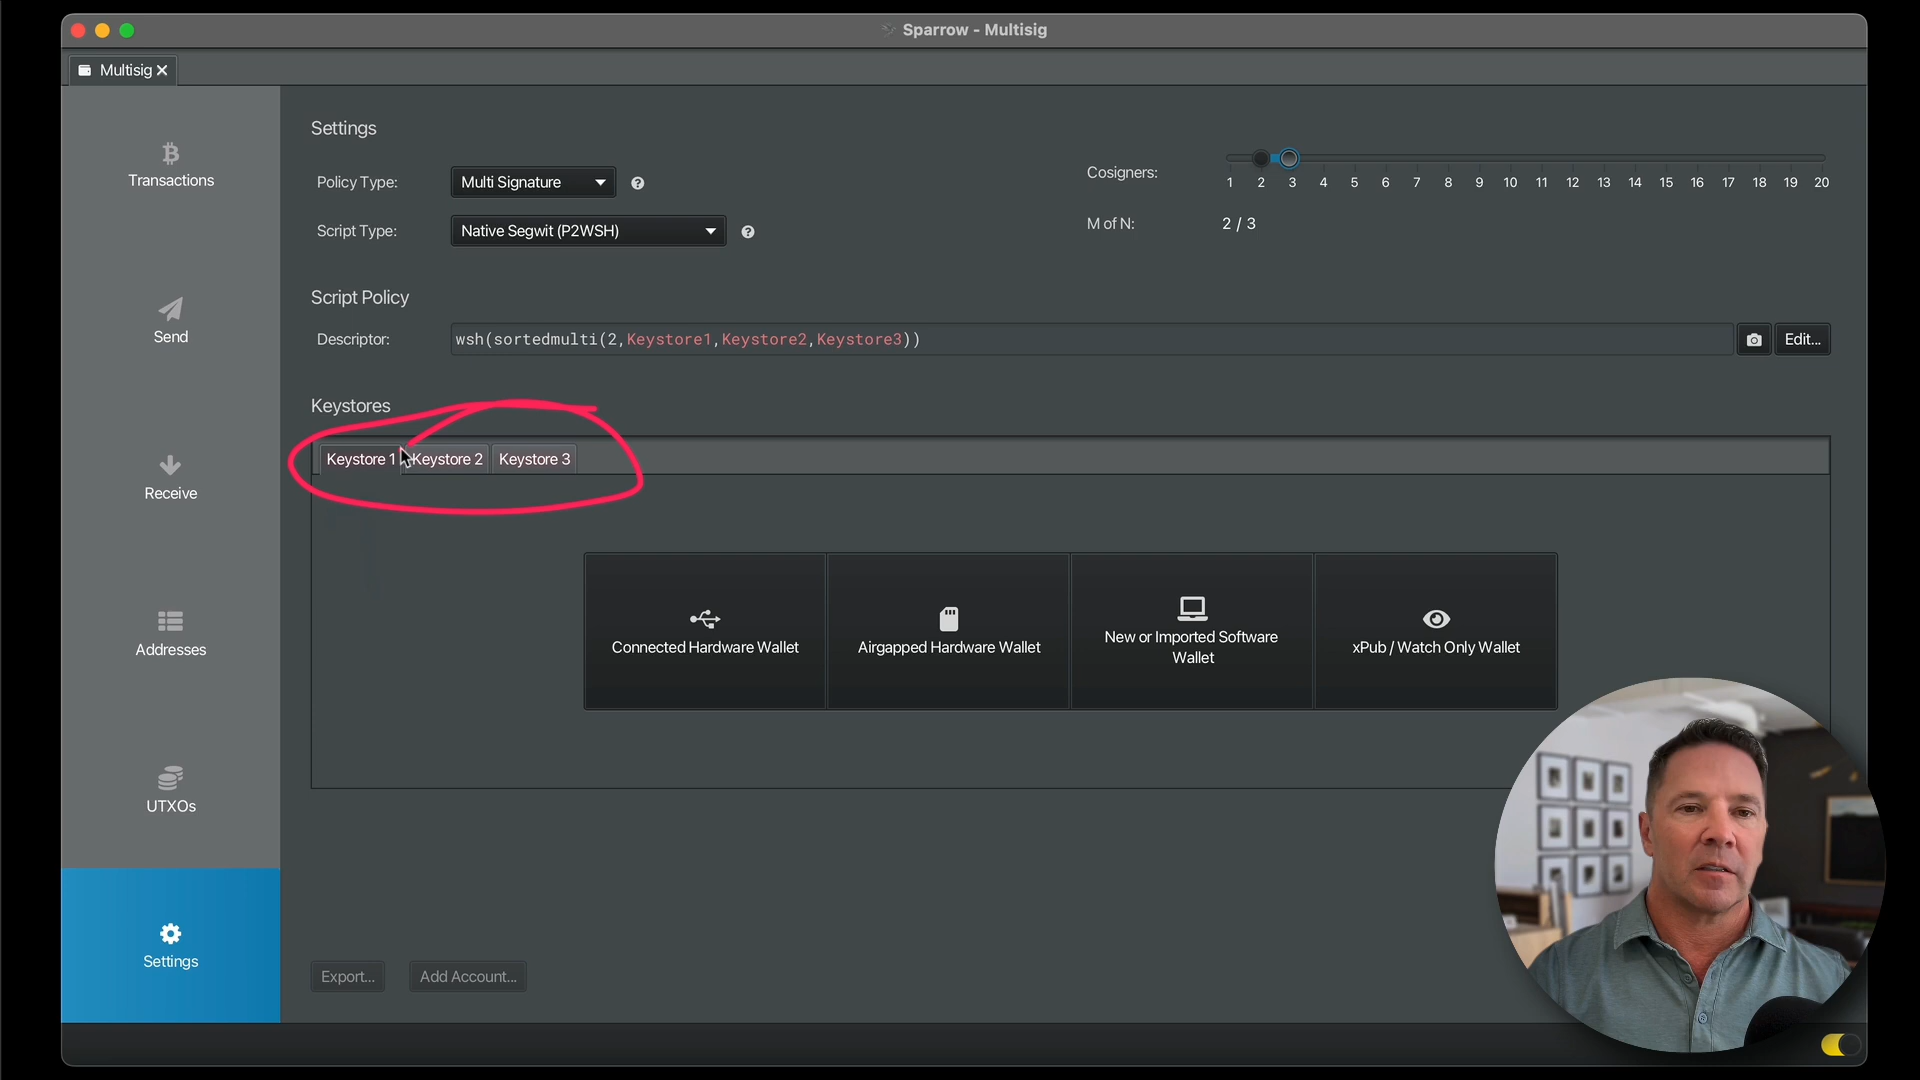 Sparrow - Multisig
Multisig
Transactions
Send
Receive
Addresses
UTXOs
Settings
Settings
Policy Type: Multi Signature
Script Type: Native Segwit (P2WSH)
Cosigners:
1 2 3 4 5 6 7 8 9 10 11 12 13 14 15 16 17 18 19 20
M of N: 2 / 3
Script Policy
Descriptor: wsh(sortedmulti(2,Keystore1,Keystore2,Keystore3)) Edit...
Keystores
Keystore 1 Keystore 2 Keystore 3
Connected Hardware Wallet
Airgapped Hardware Wallet
New or Imported Software
Wallet
xPub / Watch Only Wallet
Export... Add Account...